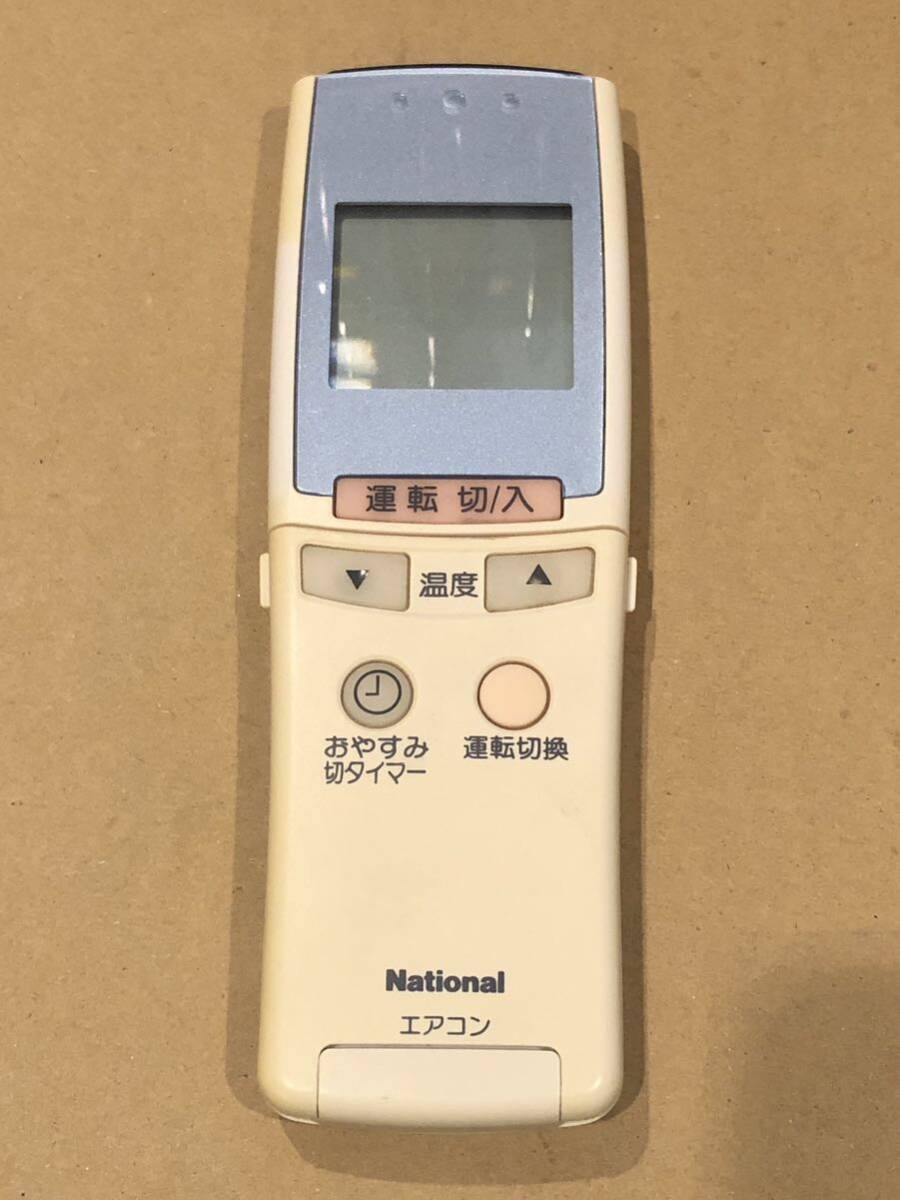 運転 切/入
▼ 温度 ▲
おやすみ 運転切換
切タイマー
National
エアコン